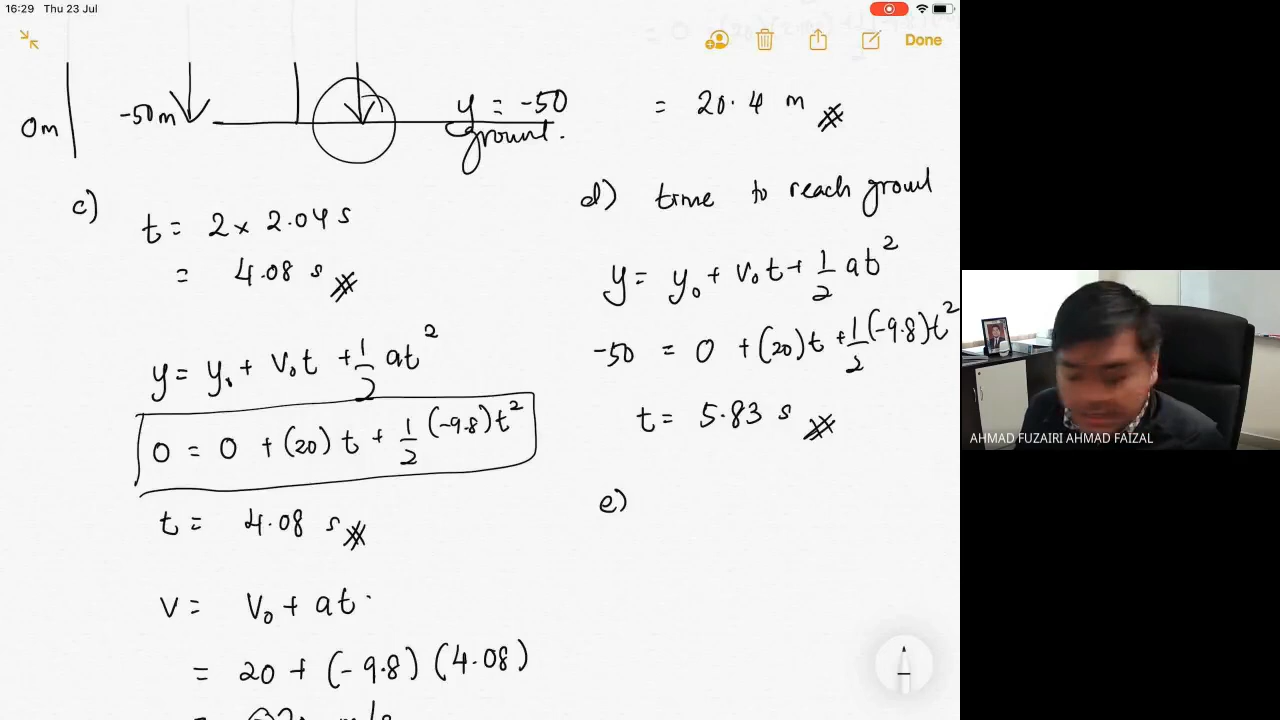 16:29 Thu 23 Jul
Done
0m
-50m
y = -50
ground.
= 20.4 m
c)
t = 2 × 2.04 s
= 4.08 s
y = y₀ + v₀t + 1/2 at²
0 = 0 + (20) t + 1/2 (-9.8)t²
t = 4.08 s
v = v₀ + at
= 20 + (-9.8) (4.08)
d) time to reach ground
y = y₀ + v₀t + 1/2 at²
-50 = 0 + (20)t + 1/2 (-9.8)t²
t = 5.83 s
e)
AHMAD FUZAIRI AHMAD FAIZAL